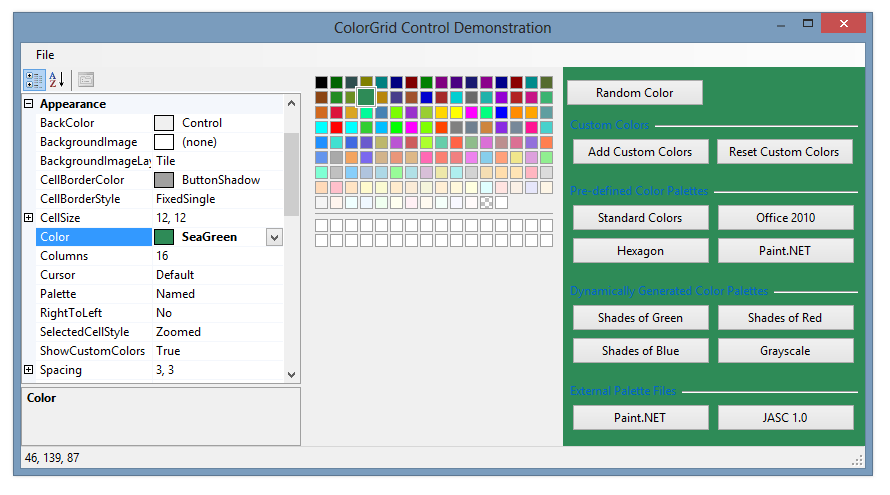 ColorGrid Control Demonstration
File
Appearance
BackColor Control
BackgroundImage (none)
BackgroundImageLay Tile
CellBorderColor ButtonShadow
CellBorderStyle FixedSingle
CellSize 12, 12
Color SeaGreen
Columns 16
Cursor Default
Palette Named
RightToLeft No
SelectedCellStyle Zoomed
ShowCustomColors True
Spacing 3, 3
Color
Random Color
Custom Colors
Add Custom Colors Reset Custom Colors
Pre-defined Color Palettes
Standard Colors Office 2010
Hexagon Paint.NET
Dynamically Generated Color Palettes
Shades of Green Shades of Red
Shades of Blue Grayscale
External Palette Files
Paint.NET JASC 1.0
46, 139, 87